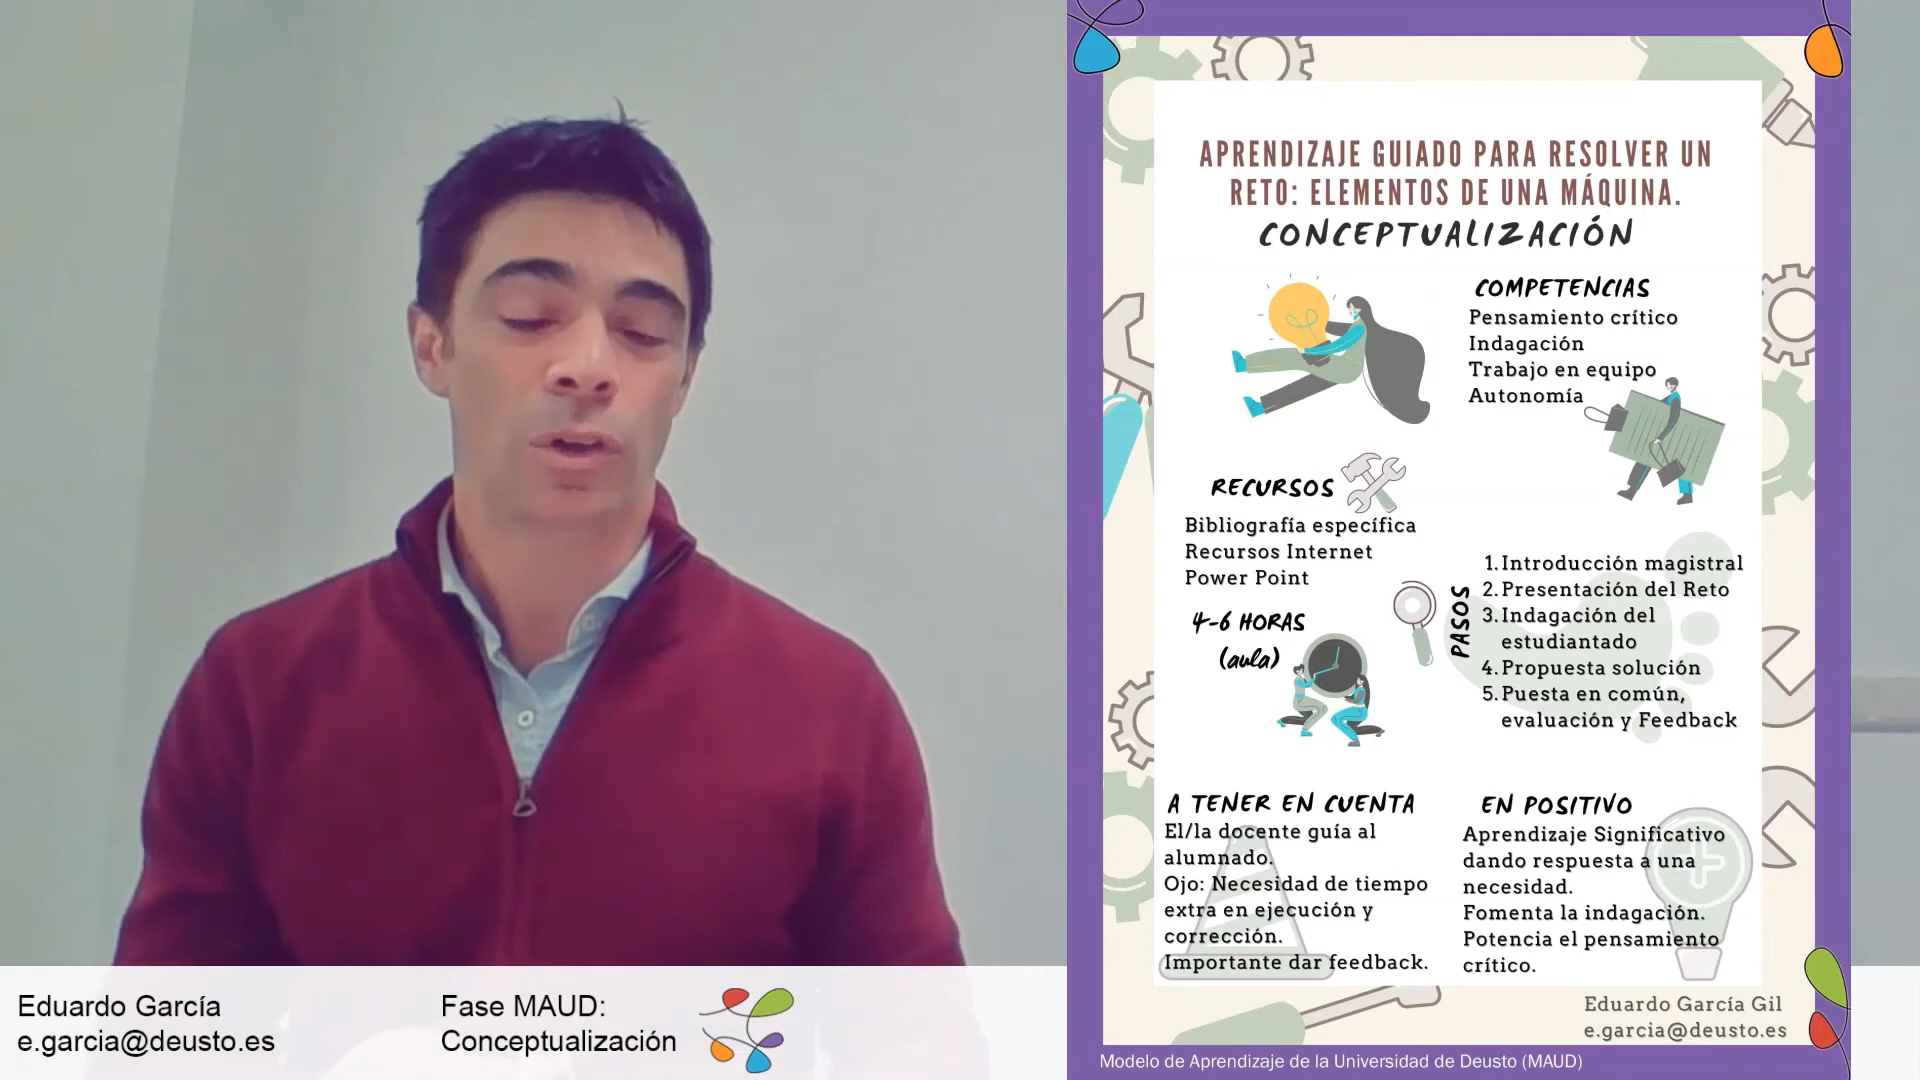 APRENDIZAJE GUIADO PARA RESOLVER UN
RETO: ELEMENTOS DE UNA MÁQUINA.
CONCEPTUALIZACIÓN
COMPETENCIAS
Pensamiento crítico
Indagación
Trabajo en equipo
Autonomía
RECURSOS
Bibliografía específica
Recursos Internet
Power Point
4-6 HORAS
(aula)
PASOS
1. Introducción magistral
2. Presentación del Reto
3. Indagación del
estudiantado
4. Propuesta solución
5. Puesta en común,
evaluación y Feedback
A TENER EN CUENTA
El/la docente guía al
alumnado.
Ojo: Necesidad de tiempo
extra en ejecución y
corrección.
Importante dar feedback.
EN POSITIVO
Aprendizaje Significativo
dando respuesta a una
necesidad.
Fomenta la indagación.
Potencia el pensamiento
crítico.
Eduardo García Gil
e.garcia@deusto.es
Modelo de Aprendizaje de la Universidad de Deusto (MAUD)
Eduardo García
e.garcia@deusto.es
Fase MAUD:
Conceptualización